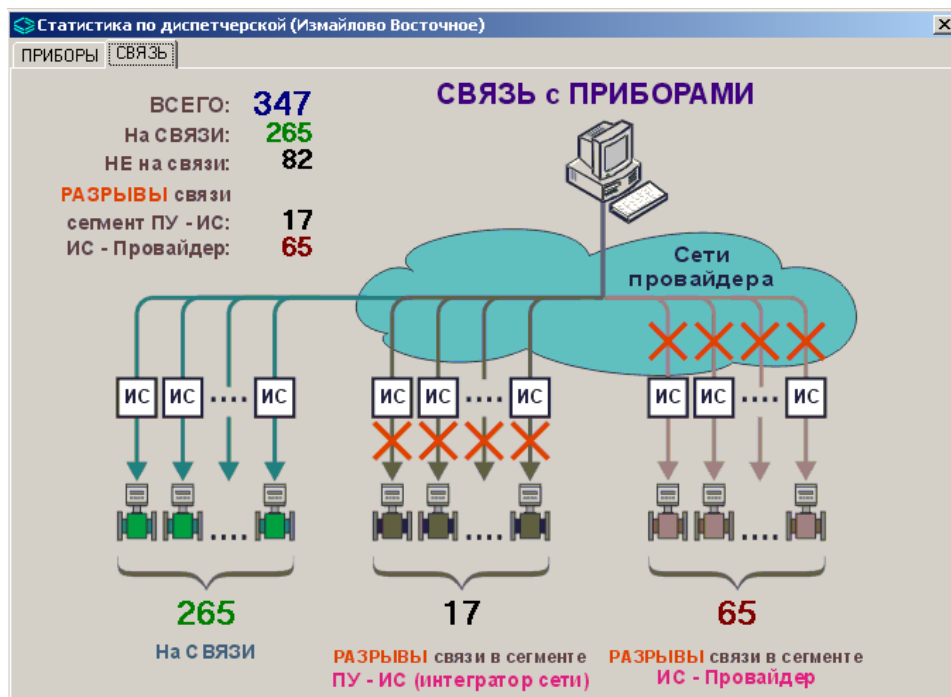 Статистика по диспетчерской (Измайлово Восточное)
ПРИБОРЫ СВЯЗЬ
СВЯЗЬ с ПРИБОРАМИ
ВСЕГО: 347
На СВЯЗИ: 265
НЕ на связи: 82
РАЗРЫВЫ связи
сегмент ПУ - ИС: 17
ИС - Провайдер: 65
Сети
провайдера
ИС ИС .... ИС ИС ИС .... ИС ИС ИС .... ИС
.... .... ....
265 17 65
На СВЯЗИ
РАЗРЫВЫ связи в сегменте
ПУ - ИС (интегратор сети)
РАЗРЫВЫ связи в сегменте
ИС - Провайдер